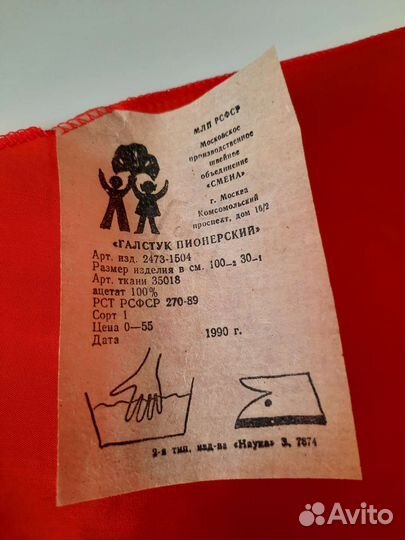 МЛП РСФСР
Московское
производственное
швейное
объединение
«СМЕНА»
г. Москва
Комсомольский
проспект, дом 16/2
«ГАЛСТУК ПИОНЕРСКИЙ»
Арт. изд. 2473-1504
Размер изделия в см. 100—2 30—1
Арт. ткани 35018
ацетат 100%
РСТ РСФСР 270-89
Сорт 1
Цена 0—55
Дата 1990 г.
2-я тип. изд-ва «Наука» З. 7874
Avito